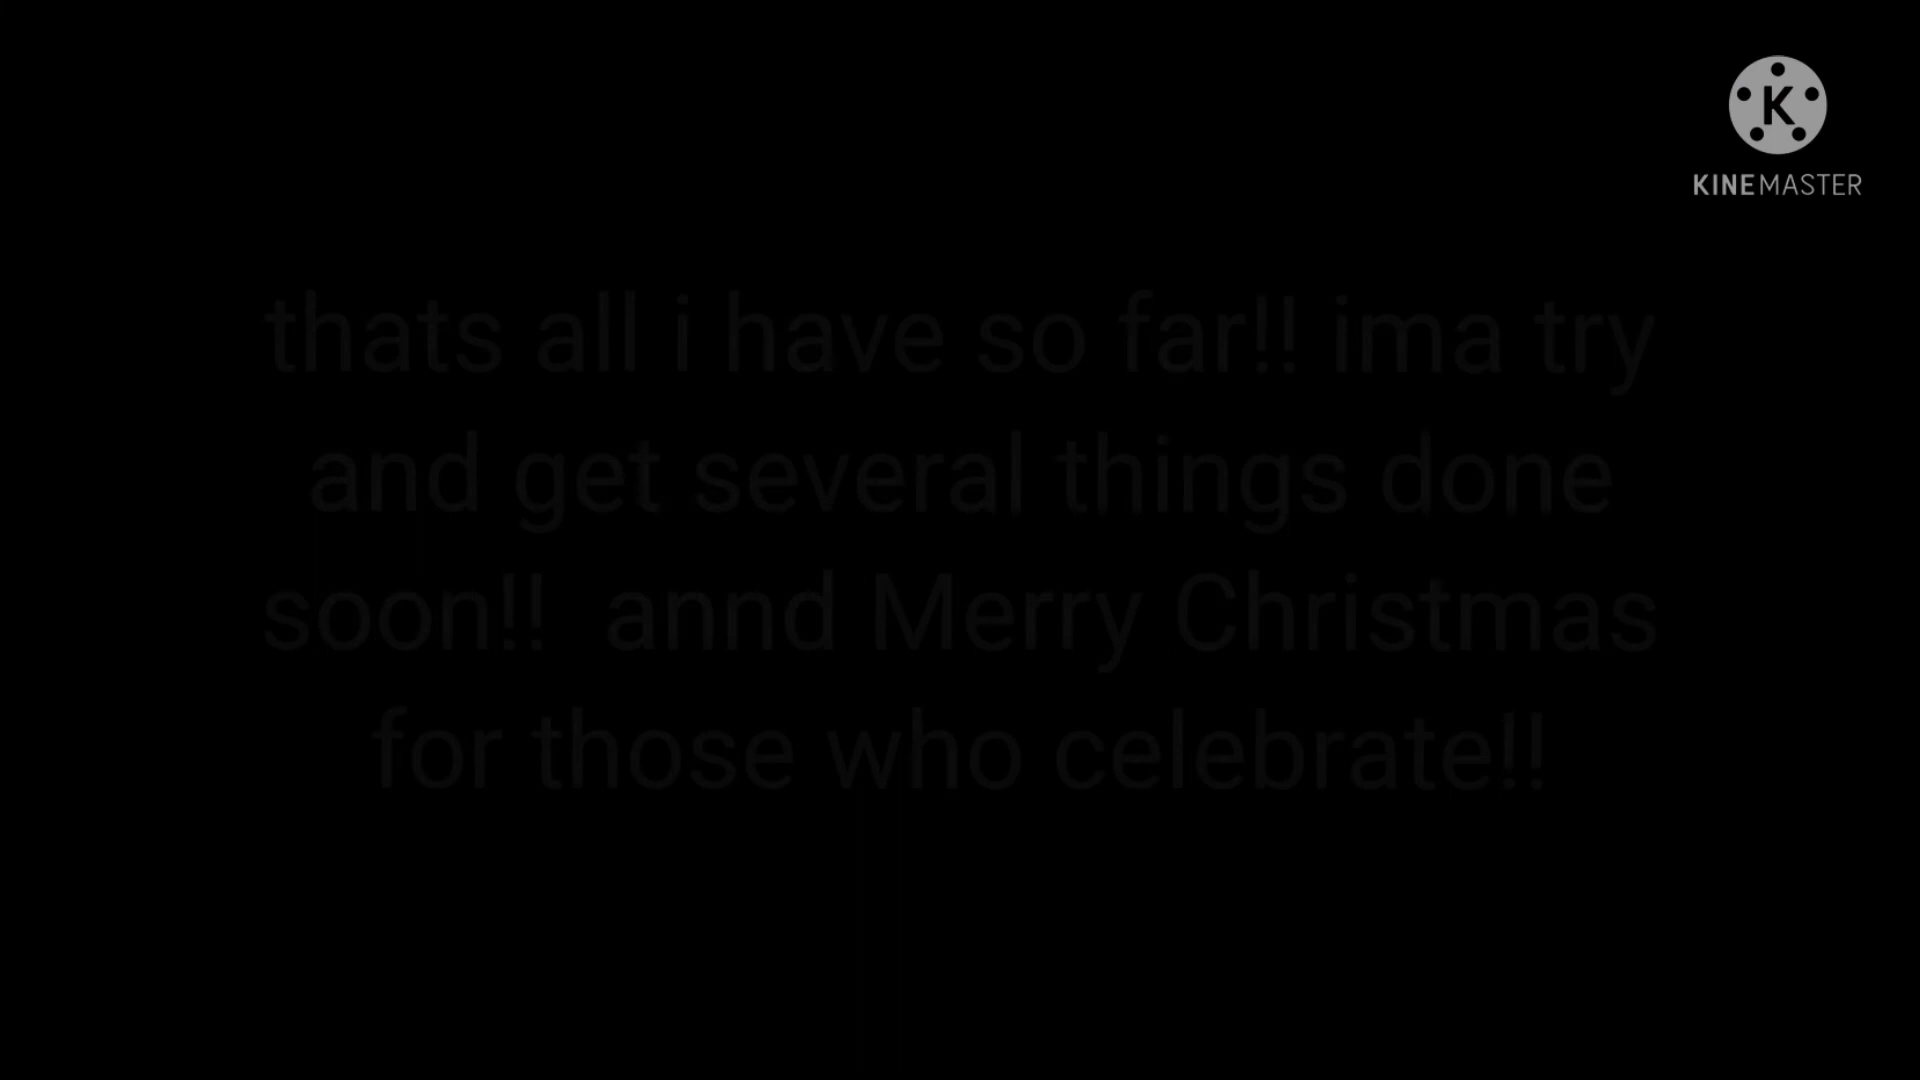 K
KINEMASTER
thats all i have so far!! ima try
and get several things done
soon!!  annd Merry Christmas
for those who celebrate!!